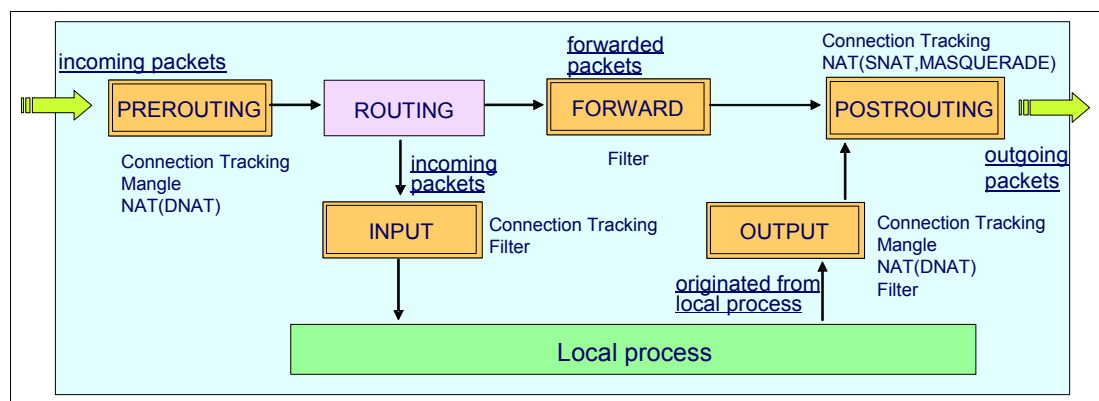 incoming packets
PREROUTING
Connection Tracking
Mangle
NAT(DNAT)
ROUTING
forwarded
packets
FORWARD
Filter
Connection Tracking
NAT(SNAT,MASQUERADE)
POSTROUTING
outgoing
packets
incoming
packets
INPUT
Connection Tracking
Filter
OUTPUT
Connection Tracking
Mangle
NAT(DNAT)
Filter
originated from
local process
Local process